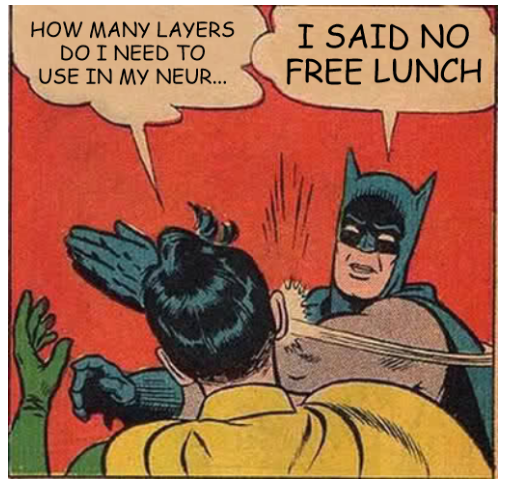 HOW MANY LAYERS
DO I NEED TO
USE IN MY NEUR...
I SAID NO
FREE LUNCH